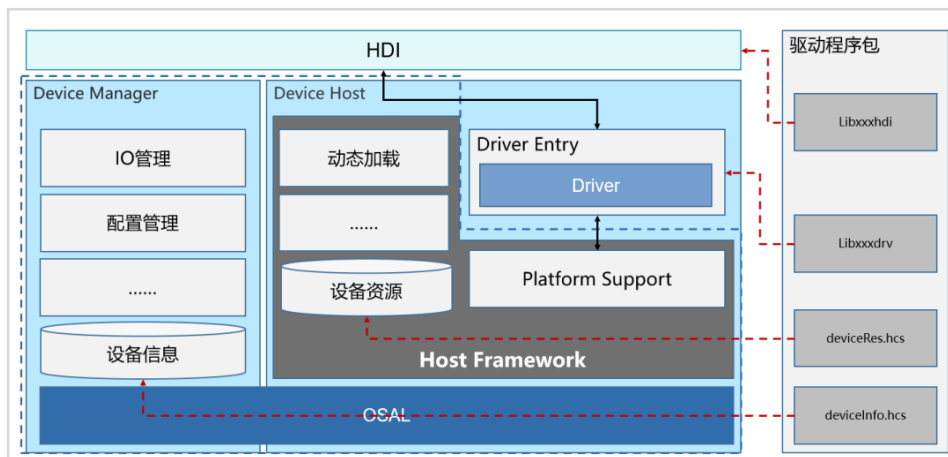 HDI
Device Manager
IO管理
配置管理
......
设备信息
Device Host
动态加载
......
设备资源
Driver Entry
Driver
Platform Support
Host Framework
OSAL
驱动程序包
Libxxxhdi
Libxxxdrv
deviceRes.hcs
deviceInfo.hcs